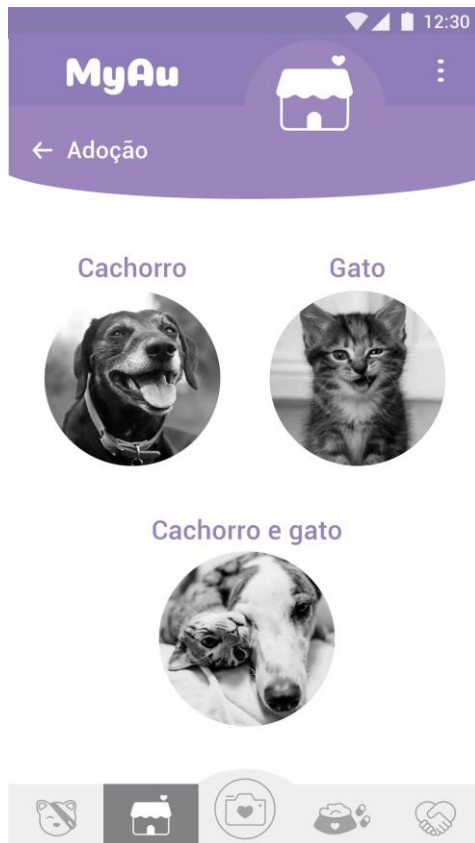 12:30
MyAu
← Adoção
Cachorro
Gato
Cachorro e gato